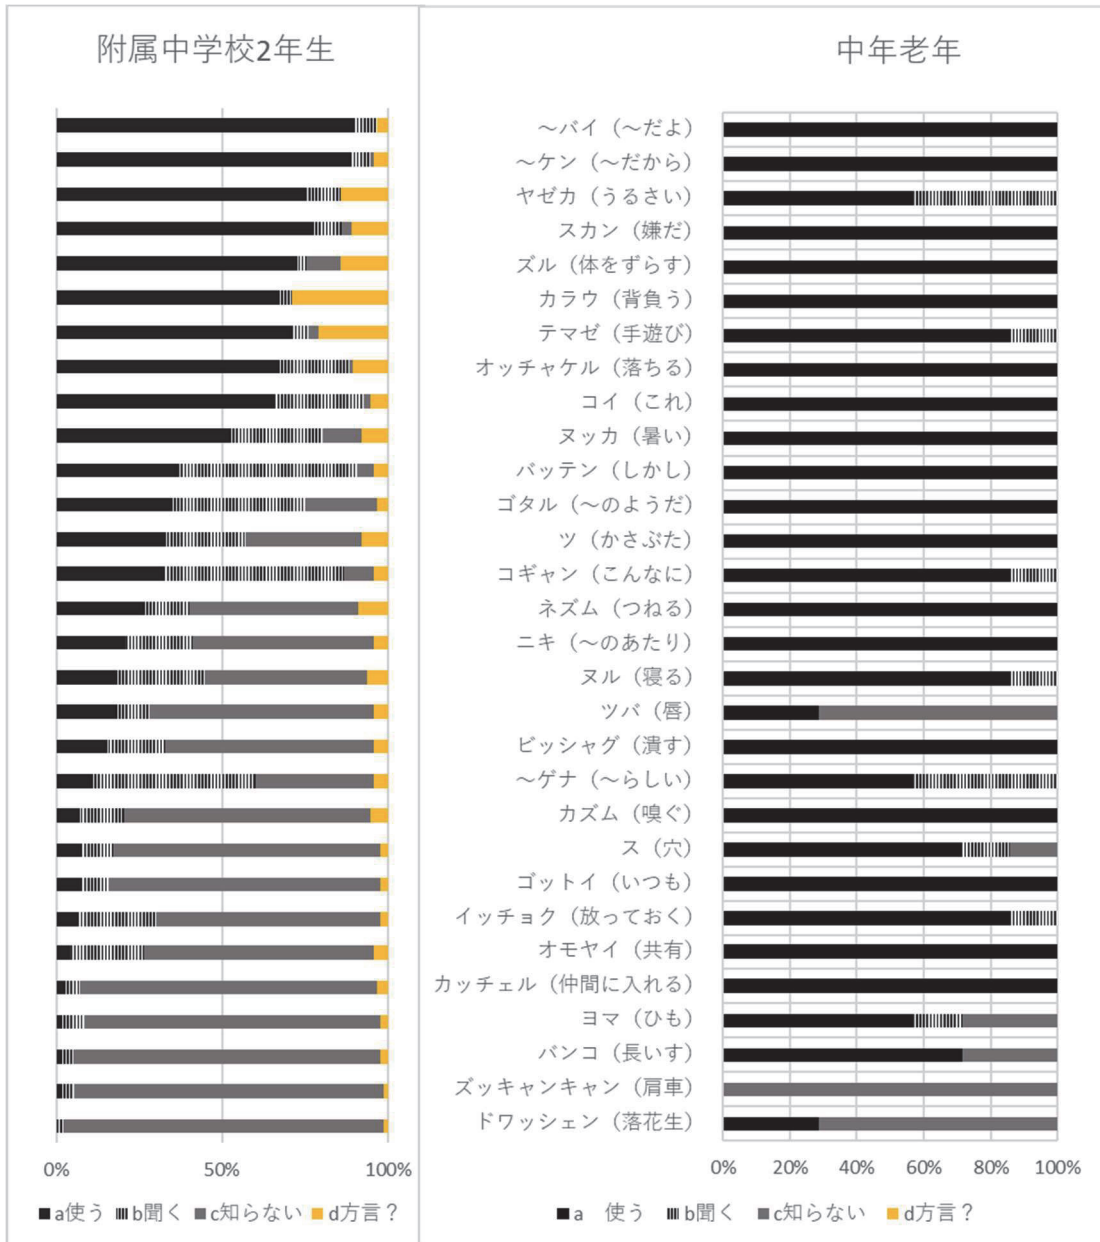 附属中学校2年生
0%
50%
100%
■a使う
b聞く
■c知らない
■d方言？
中年老年
～バイ（～だよ）
～ケン（～だから）
ヤゼカ（うるさい）
スカン（嫌だ）
ズル（体をずらす）
カラウ（背負う）
テマゼ（手遊び）
オッチャケル（落ちる）
コイ（これ）
ヌッカ（暑い）
バッテン（しかし）
ゴタル（～のようだ）
ツ（かさぶた）
コギャン（こんなに）
ネズム（つねる）
ニキ（～のあたり）
ヌル（寝る）
ツバ（唇）
ビッシャグ（潰す）
～ゲナ（～らしい）
カズム（嗅ぐ）
ス（穴）
ゴットイ（いつも）
イッチョク（放っておく）
オモヤイ（共有）
カッチェル（仲間に入れる）
ヨマ（ひも）
バンコ（長いす）
ズッキャンキャン（肩車）
ドワッシェン（落花生）
0%
20%
40%
60%
80%
100%
■a　使う
b聞く
■c知らない
■d方言？